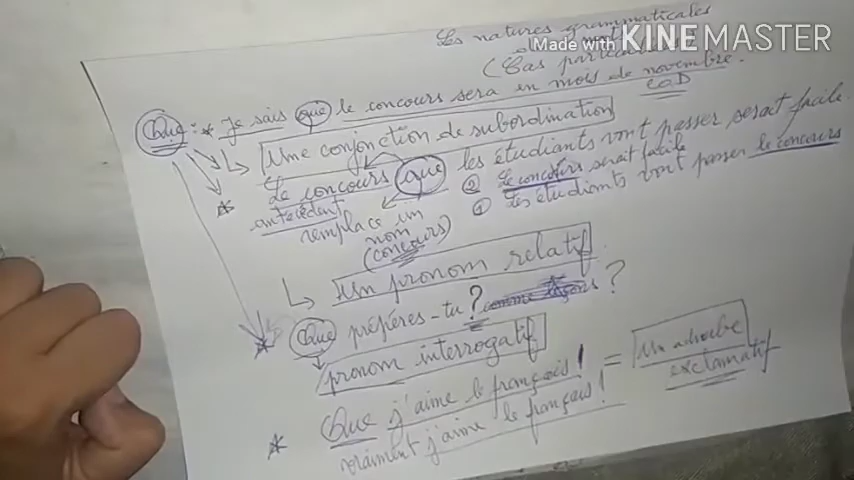 Les natures grammaticales
Made with KINEMASTER
(Cas particulier)
Que : * Je sais que le concours sera en mois de novembre.
C.O.D
Une conjonction de subordination
* Le concours que les étudiants vont passer serait facile.
antécédent
② Le concours serait facile
① Les étudiants vont passer le concours
remplace un
nom
(concours)
Un pronom relatif.
* Que préféres-tu ? ?
pronom interrogatif
* Que j'aime le français ! = Un adverbe
exclamatif
vraiment j'aime le français !